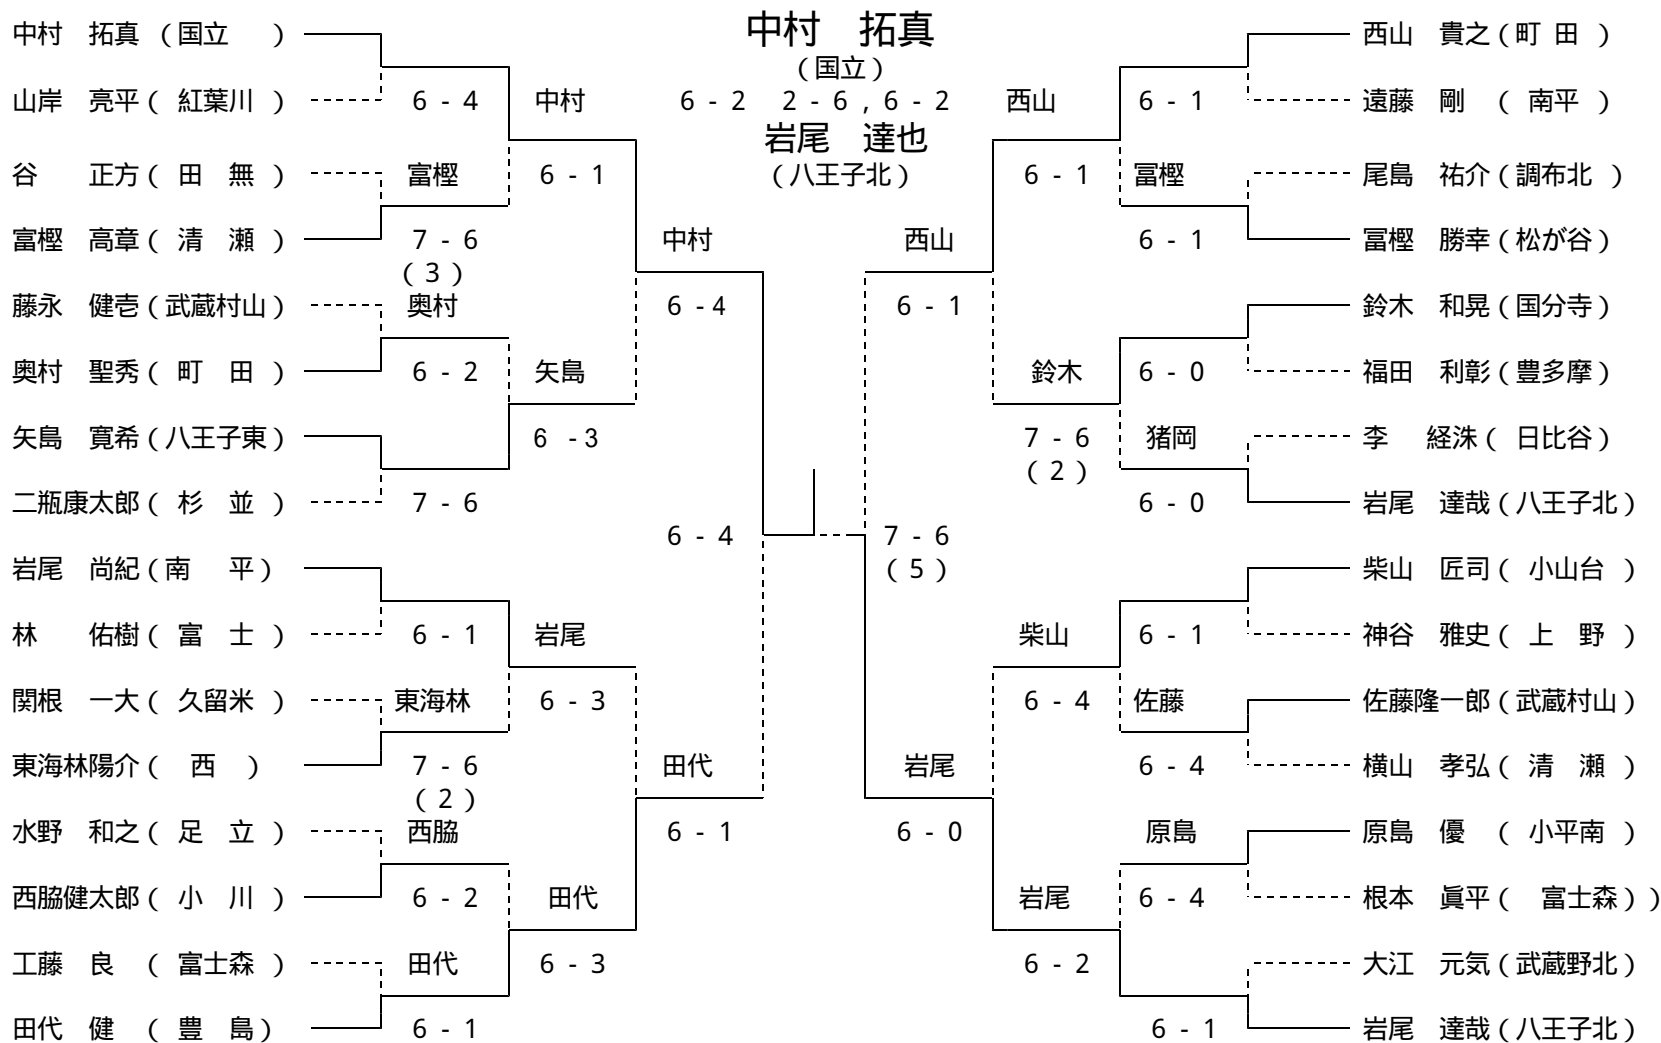 中村　拓真
(国立)
6 - 2　2 - 6 , 6 - 2
岩尾　達也
(八王子北)
中村　拓真 (国立　)
山岸　亮平( 紅葉川 )
6 - 4
中村
谷　　正方( 田　無 )
富樫
6 - 1
富樫　高章( 清　瀬 )
7 - 6
( 3 )
中村
藤永　健壱(武蔵村山)
奥村
6 - 4
奥村　聖秀( 町　田 )
6 - 2
矢島
矢島　寛希(八王子東)
6 - 3
二瓶康太郎( 杉　並 )
7 - 6
6 - 4
岩尾　尚紀(南　平)
林　　佑樹( 富　士 )
6 - 1
岩尾
関根　一大( 久留米 )
東海林
6 - 3
東海林陽介(　西　)
7 - 6
( 2 )
田代
水野　和之( 足　立 )
西脇
6 - 1
西脇健太郎( 小　川 )
6 - 2
田代
工藤　良　( 富士森 )
田代
6 - 3
田代　健　( 豊　島)
6 - 1
西山　貴之(町 田 )
西山
6 - 1
遠藤　剛　( 南平 )
6 - 1
冨樫
尾島　祐介(調布北 )
西山
6 - 1
冨樫　勝幸(松が谷)
6 - 1
鈴木　和晃(国分寺)
鈴木
6 - 0
福田　利彰(豊多摩)
7 - 6
( 2 )
猪岡
李　経洙( 日比谷)
6 - 0
岩尾　達哉(八王子北)
7 - 6
( 5 )
柴山　匠司( 小山台 )
柴山
6 - 1
神谷　雅史( 上　野 )
6 - 4
佐藤
佐藤隆一郎(武蔵村山)
岩尾
6 - 4
横山　孝弘( 清　瀬 )
6 - 0
原島
原島　優　( 小平南 )
岩尾
6 - 4
根本　眞平(　富士森))
6 - 2
大江　元気(武蔵野北)
6 - 1
岩尾　達哉(八王子北)